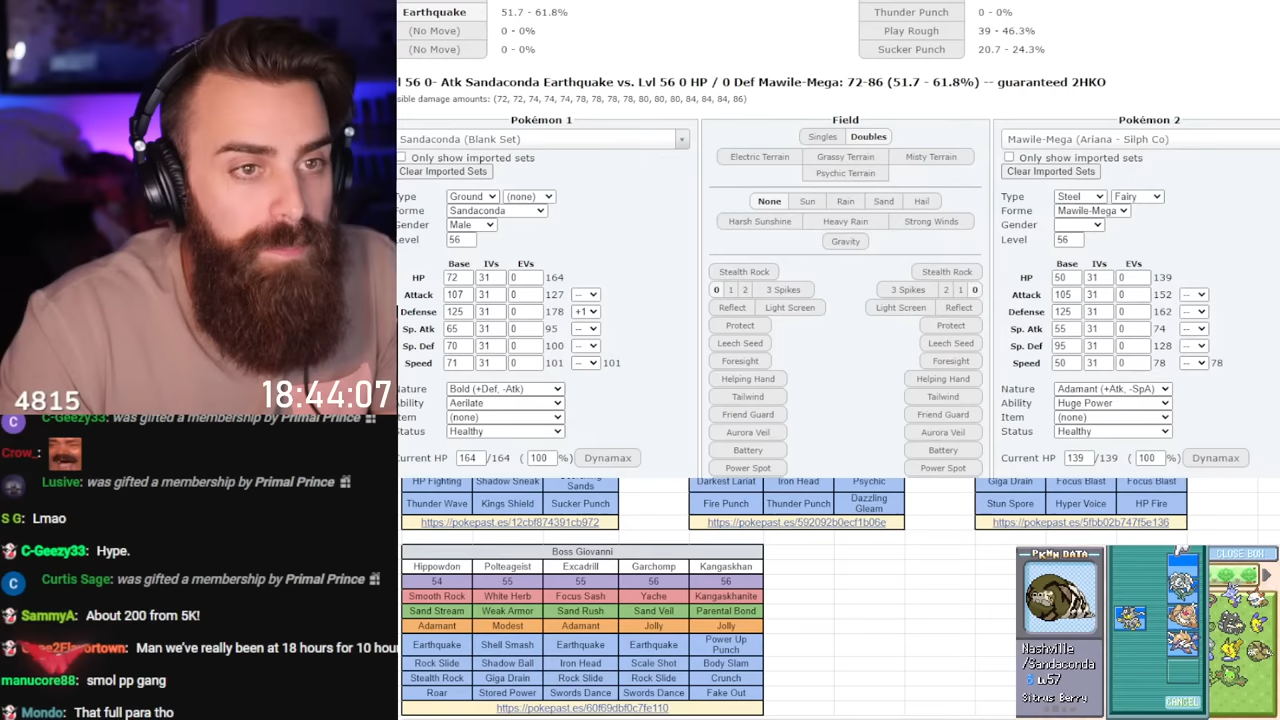 Earthquake 51.7 - 61.8%
(No Move) 0 - 0%
(No Move) 0 - 0%
Thunder Punch 0 - 0%
Play Rough 39 - 46.3%
Sucker Punch 20.7 - 24.3%
l 56 0- Atk Sandaconda Earthquake vs. Lvl 56 0 HP / 0 Def Mawile-Mega: 72-86 (51.7 - 61.8%) -- guaranteed 2HKO
sible damage amounts: (72, 72, 74, 74, 74, 78, 78, 78, 78, 80, 80, 80, 84, 84, 84, 86)
Pokémon 1
Sandaconda (Blank Set)
Only show imported sets
Clear Imported Sets
Type Ground (none)
Forme Sandaconda
Gender Male
Level 56
Base IVs EVs
HP 72 31 0 164
Attack 107 31 0 127 --
Defense 125 31 0 178 +1
Sp. Atk 65 31 0 95 --
Sp. Def 70 31 0 100 --
Speed 71 31 0 101 -- 101
Nature Bold (+Def, -Atk)
Ability Aerilate
Item (none)
Status Healthy
Current HP 164 /164 ( 100 %) Dynamax
Field
Singles Doubles
Electric Terrain Grassy Terrain Misty Terrain
Psychic Terrain
None Sun Rain Sand Hail
Harsh Sunshine Heavy Rain Strong Winds
Gravity
Stealth Rock Stealth Rock
0 1 2 3 Spikes 3 Spikes 2 1 0
Reflect Light Screen Light Screen Reflect
Protect Protect
Leech Seed Leech Seed
Foresight Foresight
Helping Hand Helping Hand
Tailwind Tailwind
Friend Guard Friend Guard
Aurora Veil Aurora Veil
Battery Battery
Power Spot Power Spot
Pokémon 2
Mawile-Mega (Ariana - Silph Co)
Only show imported sets
Clear Imported Sets
Type Steel Fairy
Forme Mawile-Mega
Gender
Level 56
Base IVs EVs
HP 50 31 0 139
Attack 105 31 0 152 --
Defense 125 31 0 162 --
Sp. Atk 55 31 0 74 --
Sp. Def 95 31 0 128 --
Speed 50 31 0 78 -- 78
Nature Adamant (+Atk, -SpA)
Ability Huge Power
Item (none)
Status Healthy
Current HP 139 /139 ( 100 %) Dynamax
4815
18:44:07
C-Geezy33: was gifted a membership by Primal Prince
Crow_:
Lusive: was gifted a membership by Primal Prince
S G: Lmao
C-Geezy33: Hype.
Curtis Sage: was gifted a membership by Primal Prince
SammyA: About 200 from 5K!
Man we've really been at 18 hours for 10 hour
manucore88: smol pp gang
Mondo: That full para tho
HP Fighting Shadow Sneak Sands
Thunder Wave Kings Shield Sucker Punch
https://pokepast.es/12cbf874391cb972
Darkest Lariat Iron Head Psychic
Fire Punch Thunder Punch Dazzling Gleam
https://pokepast.es/592092b0ecf1b06e
Giga Drain Focus Blast Focus Blast
Stun Spore Hyper Voice HP Fire
https://pokepast.es/5fbb02b747f5e136
Boss Giovanni
Hippowdon Polteageist Excadrill Garchomp Kangaskhan
54 55 55 56 56
Smooth Rock White Herb Focus Sash Yache Kangaskhanite
Sand Stream Weak Armor Sand Rush Sand Veil Parental Bond
Adamant Modest Adamant Jolly Jolly
Earthquake Shell Smash Earthquake Earthquake Power Up Punch
Rock Slide Shadow Ball Iron Head Scale Shot Body Slam
Stealth Rock Giga Drain Rock Slide Rock Slide Crunch
Roar Stored Power Swords Dance Swords Dance Fake Out
https://pokepast.es/60f69dbf0c7fe110
PKMN DATA
Nashville
/Sandaconda
♂ Lv57
Sitrus Berry
CANCEL
CLOSE BOX